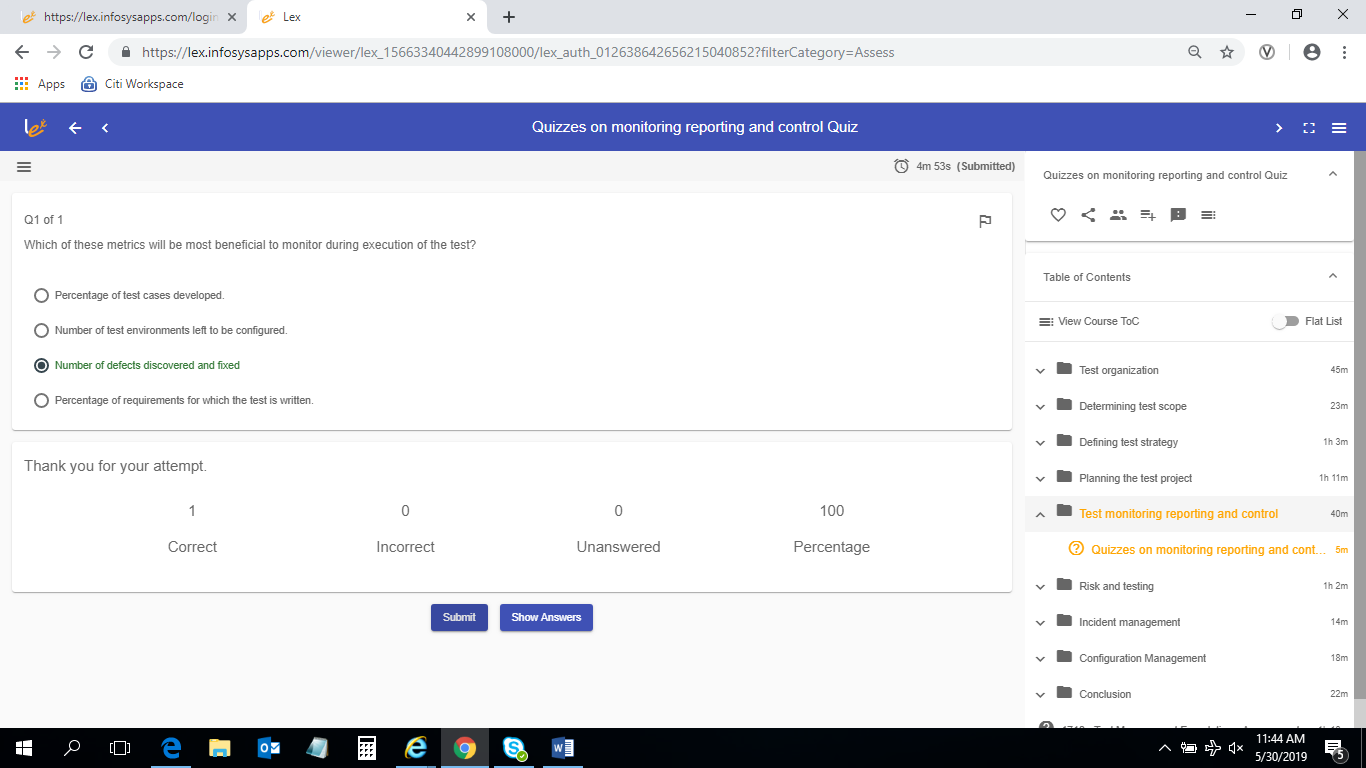 https://lex.infosysapps.com/login
Lex
https://lex.infosysapps.com/viewer/lex_15663340442899108000/lex_auth_012638642656215040852?filterCategory=Assess
Apps
Citi Workspace
Lex
Quizzes on monitoring reporting and control Quiz
4m 53s (Submitted)
Q1 of 1
Which of these metrics will be most beneficial to monitor during execution of the test?
Percentage of test cases developed.
Number of test environments left to be configured.
Number of defects discovered and fixed
Percentage of requirements for which the test is written.
Thank you for your attempt.
1 0 0 100
Correct Incorrect Unanswered Percentage
Submit Show Answers
Quizzes on monitoring reporting and control Quiz
Table of Contents
View Course ToC Flat List
Test organization 45m
Determining test scope 23m
Defining test strategy 1h 3m
Planning the test project 1h 11m
Test monitoring reporting and control 40m
Quizzes on monitoring reporting and cont... 5m
Risk and testing 1h 2m
Incident management 14m
Configuration Management 18m
Conclusion 22m
11:44 AM
5/30/2019
5